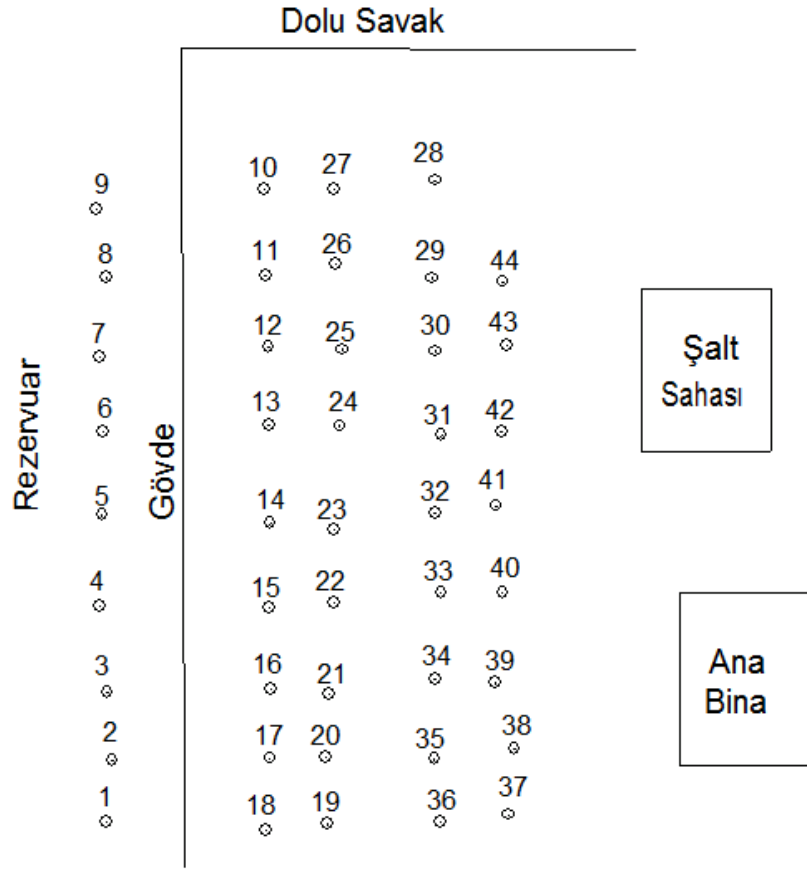 Dolu Savak
28
10 27
9
8 11 26 29 44
7 12 25 30 43
Şalt
Sahası
6 13 24 31 42
Rezervuar
Gövde
5 14 23 32 41
4 15 22 33 40
3 16 21 34 39
Ana
Bina
2 17 20 35 38
1 18 19 36 37